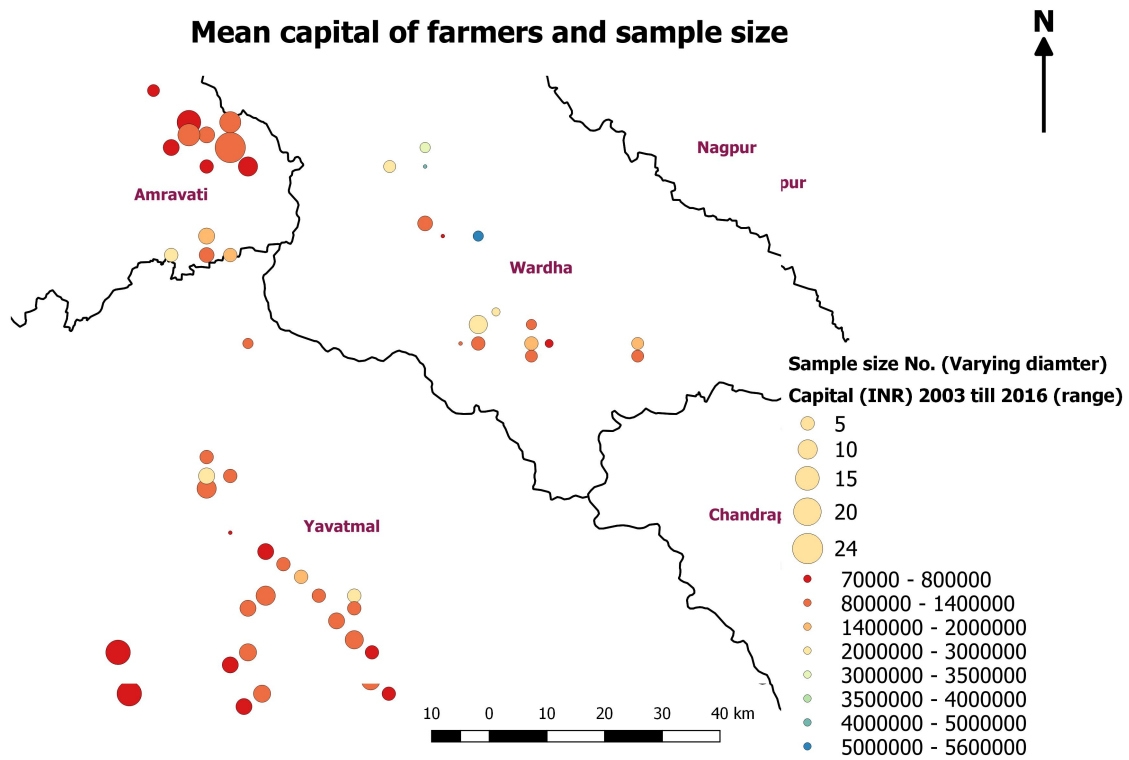 Mean capital of farmers and sample size
N
Nagpur
pur
Amravati
Wardha
Sample size No. (Varying diamter)
Capital (INR) 2003 till 2016 (range)
5
10
15
20
24
Chandrap
Yavatmal
70000 - 800000
800000 - 1400000
1400000 - 2000000
2000000 - 3000000
3000000 - 3500000
3500000 - 4000000
4000000 - 5000000
5000000 - 5600000
10 0 10 20 30 40 km